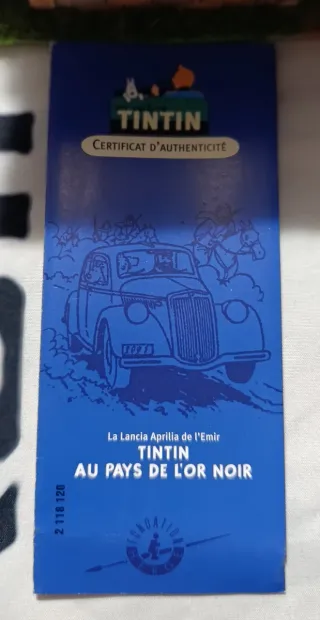 TINTIN
CERTIFICAT D'AUTHENTICITÉ
La Lancia Aprilia de l'Emir
TINTIN
AU PAYS DE L'OR NOIR
2 118 120